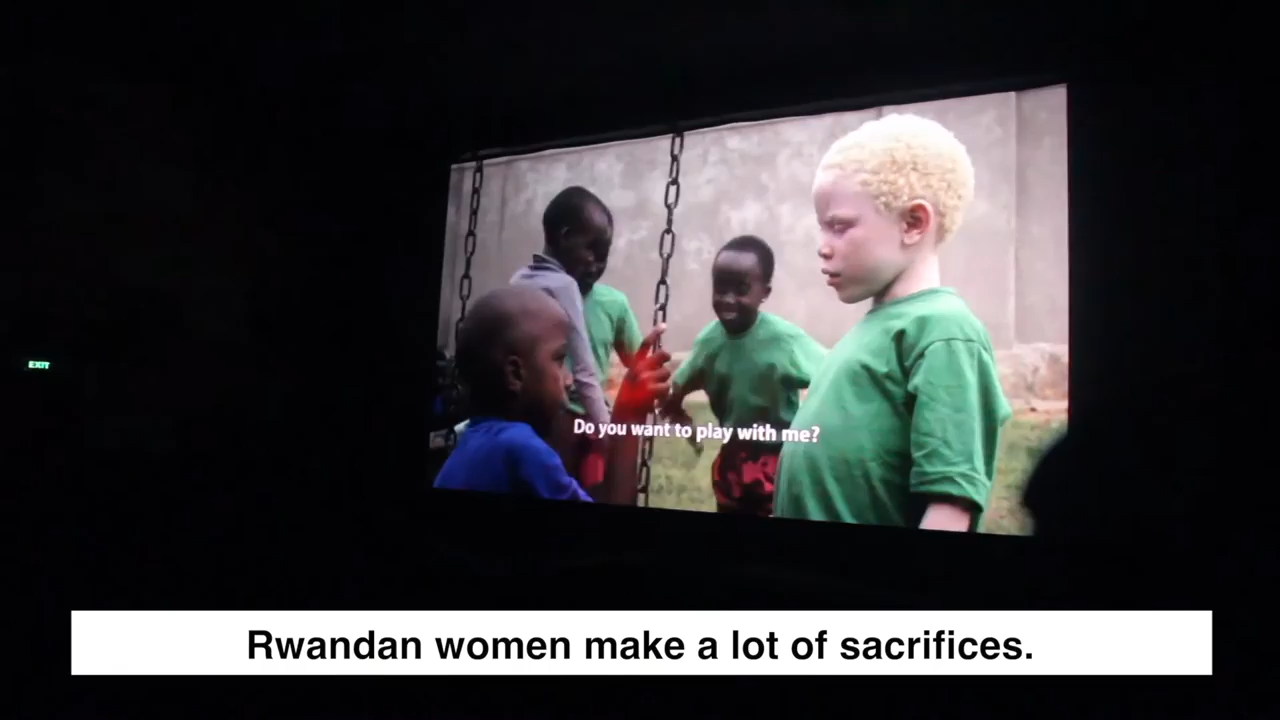 EXIT
Do you want to play with me?
Rwandan women make a lot of sacrifices.